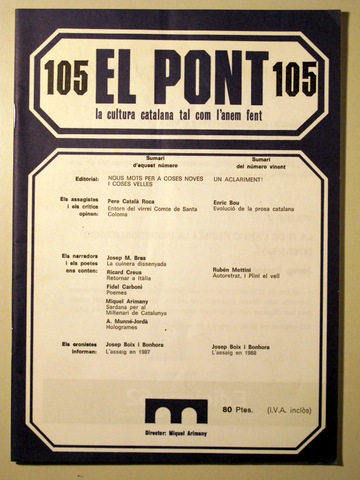 105 EL PONT 105
la cultura catalana tal com l'anem fent
Sumari
d'aquest número
Sumari
del número vinent
Editorial:
NOUS MOTS PER A COSES NOVES
I COSES VELLES
UN ACLARIMENT!
Els assagistes
i els crítics
opinen:
Pere Català Roca
Entorn del virrei Comte de Santa
Coloma
Enric Bou
Evolució de la prosa catalana
Els narradors
i els poetes
ens conten:
Josep M. Bras
La cuinera dissenyada
Ricard Creus
Retornar a Itàlia
Fidel Carboni
Poemes
Miquel Arimany
Sardana per al
Mil·lenari de Catalunya
A. Munné-Jordà
Hologrames
Rubén Mettini
Autoretrat, i Plini el vell
Els cronistes
informan:
Josep Boix i Bonhora
L'assaig en 1987
Josep Boix i Bonhora
L'assaig en 1988
80 Ptes. (I.V.A. inclòs)
Director: Miquel Arimany